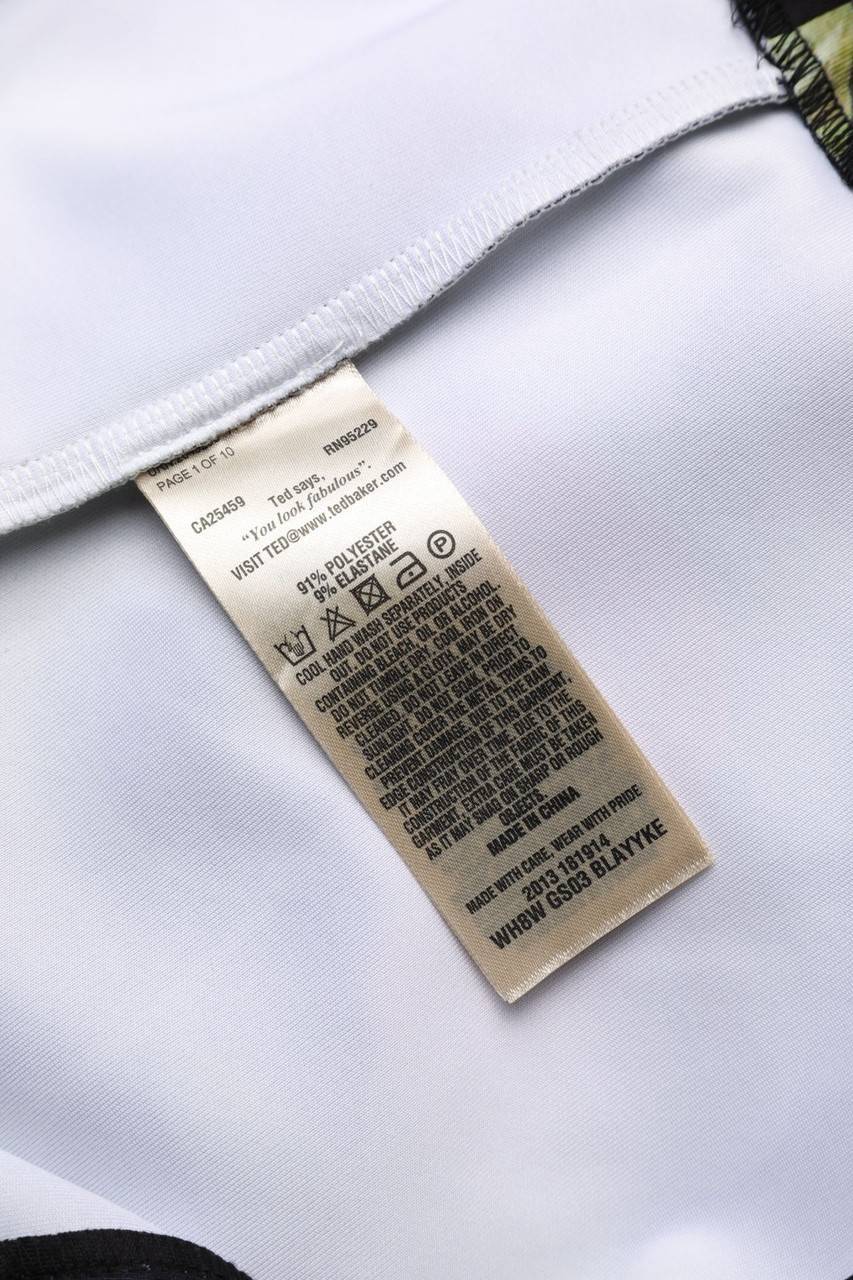 PAGE 1 OF 10
CA25459 RN95229
Ted says,
“You look fabulous”.
VISIT TED@www.tedbaker.com
91% POLYESTER
9% ELASTANE
P
COOL HAND WASH SEPARATELY, INSIDE
OUT. DO NOT USE PRODUCTS
CONTAINING BLEACH, OIL OR ALCOHOL.
DO NOT TUMBLE DRY. COOL IRON ON
REVERSE USING A CLOTH. MAY BE DRY
CLEANED. DO NOT LEAVE IN DIRECT
SUNLIGHT. DO NOT SOAK. PRIOR TO
CLEANING COVER THE METAL TRIMS TO
PREVENT DAMAGE. DUE TO THE RAW
EDGE CONSTRUCTION OF THIS GARMENT,
IT MAY FRAY OVER TIME. DUE TO THE
CONSTRUCTION OF THE FABRIC OF THIS
GARMENT, EXTRA CARE MUST BE TAKEN
AS IT MAY SNAG ON SHARP OR ROUGH
OBJECTS.
MADE IN CHINA
MADE WITH CARE, WEAR WITH PRIDE
2013 181914
WH8W GS03 BLAYYKE